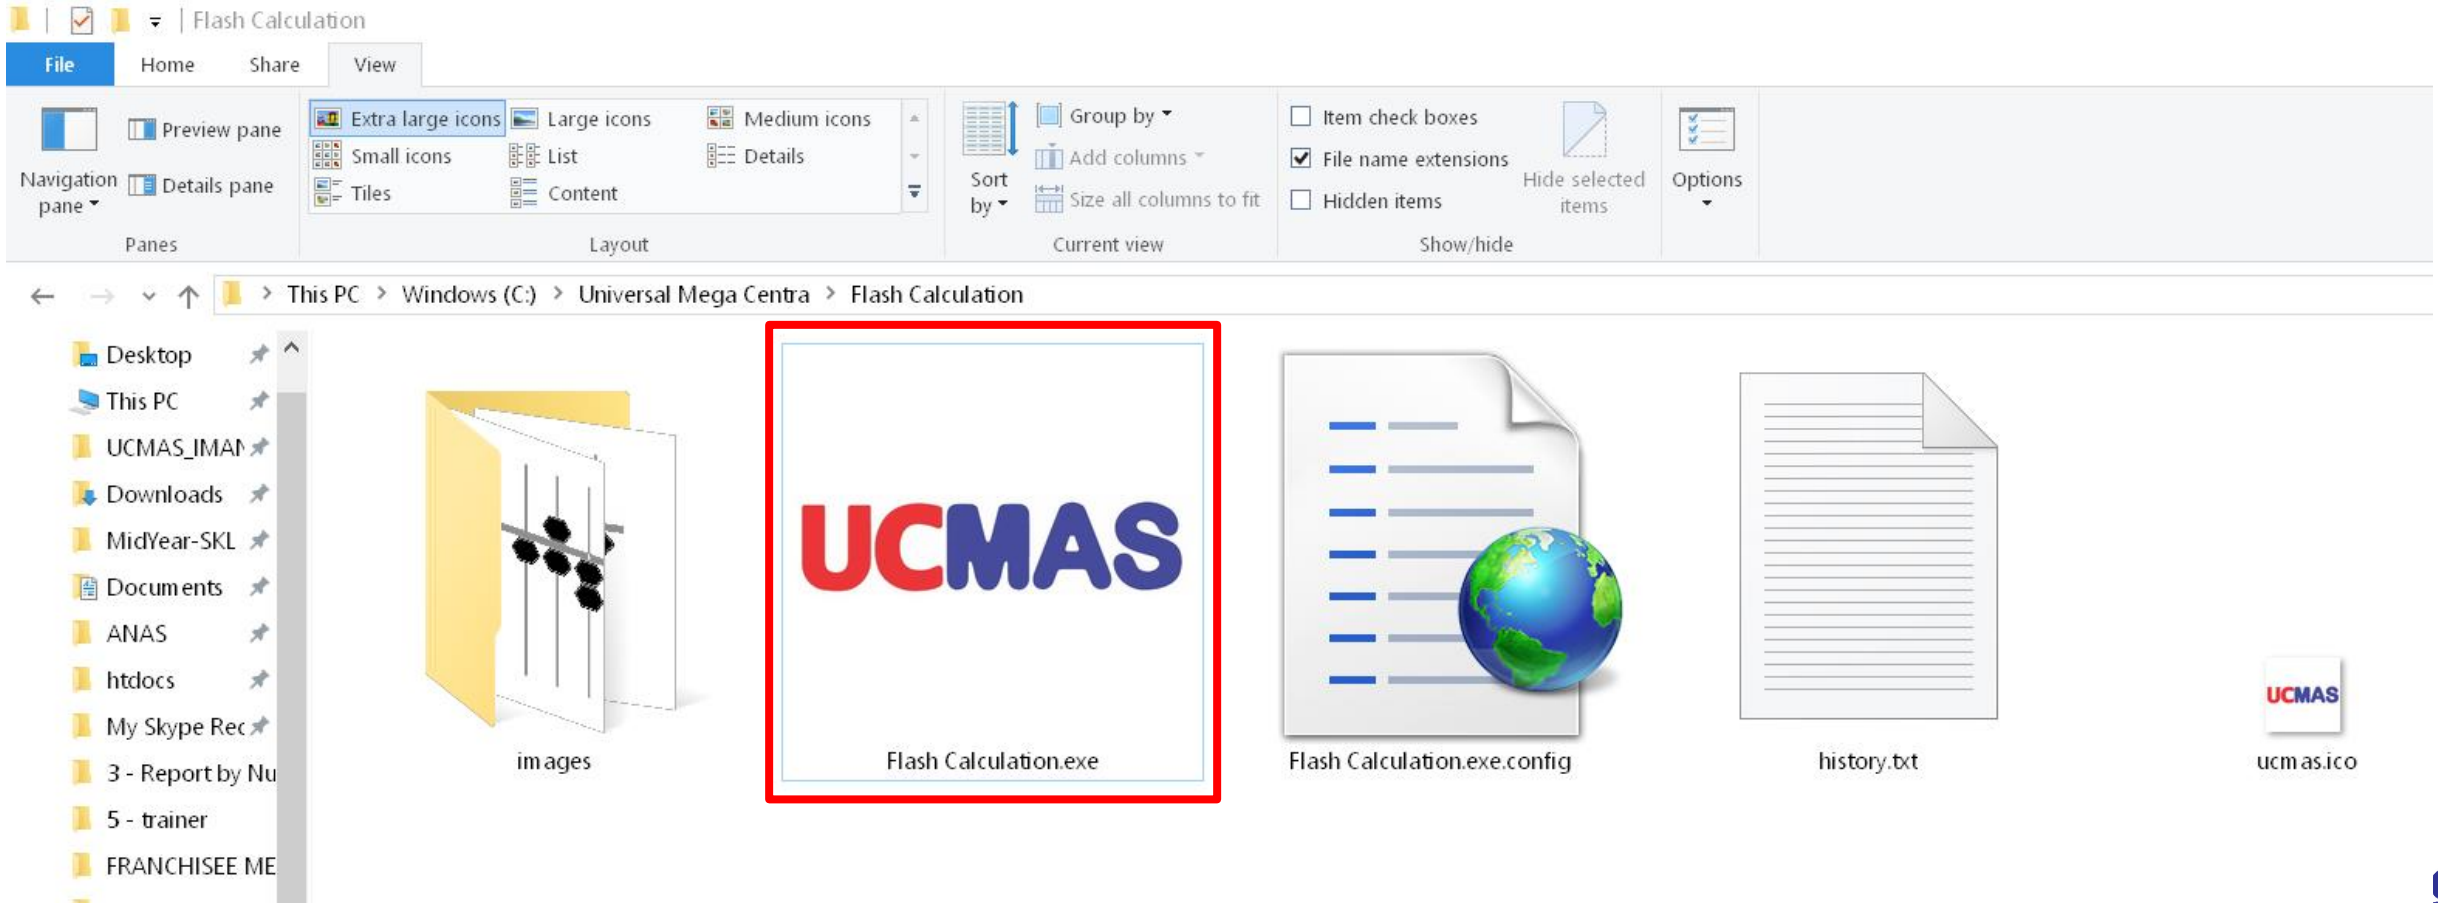 Flash Calculation
File Home Share View
Navigation pane
Preview pane
Details pane
Panes
Extra large icons Large icons Medium icons
Small icons List Details
Tiles Content
Layout
Sort by
Group by
Add columns
Size all columns to fit
Current view
Item check boxes
File name extensions
Hidden items
Hide selected items
Show/hide
Options
This PC > Windows (C:) > Universal Mega Centra > Flash Calculation
Desktop
This PC
UCMAS_IMAN
Downloads
MidYear-SKL
Documents
ANAS
htdocs
My Skype Rec
3 - Report by Nu
5 - trainer
FRANCHISEE ME
images
UCMAS
Flash Calculation.exe
Flash Calculation.exe.config
history.txt
UCMAS
ucmas.ico